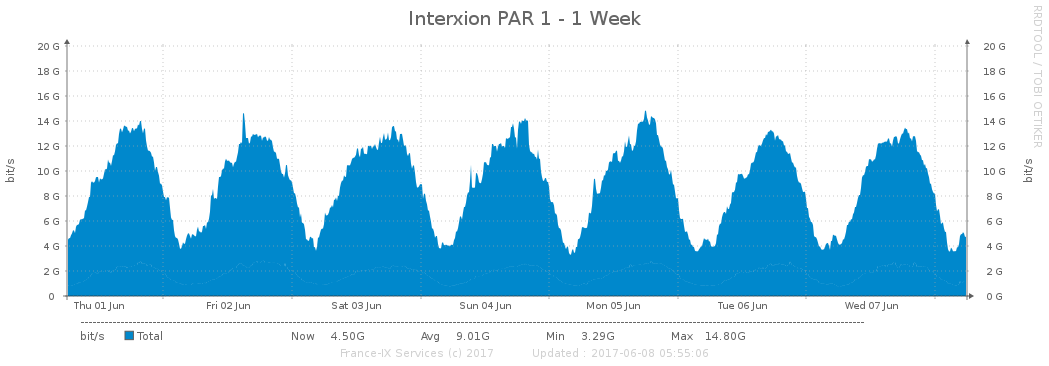 Interxion PAR 1 - 1 Week
RRDTOOL / TOBI OETIKER
bit/s
20 G 20 G
18 G 18 G
16 G 16 G
14 G 14 G
12 G 12 G
10 G 10 G
8 G 8 G
6 G 6 G
4 G 4 G
2 G 2 G
0 0 G
bit/s
Thu 01 Jun Fri 02 Jun Sat 03 Jun Sun 04 Jun Mon 05 Jun Tue 06 Jun Wed 07 Jun
bit/s Total Now 4.50G Avg 9.01G Min 3.29G Max 14.80G
France-IX Services (c) 2017 Updated : 2017-06-08 05:55:06